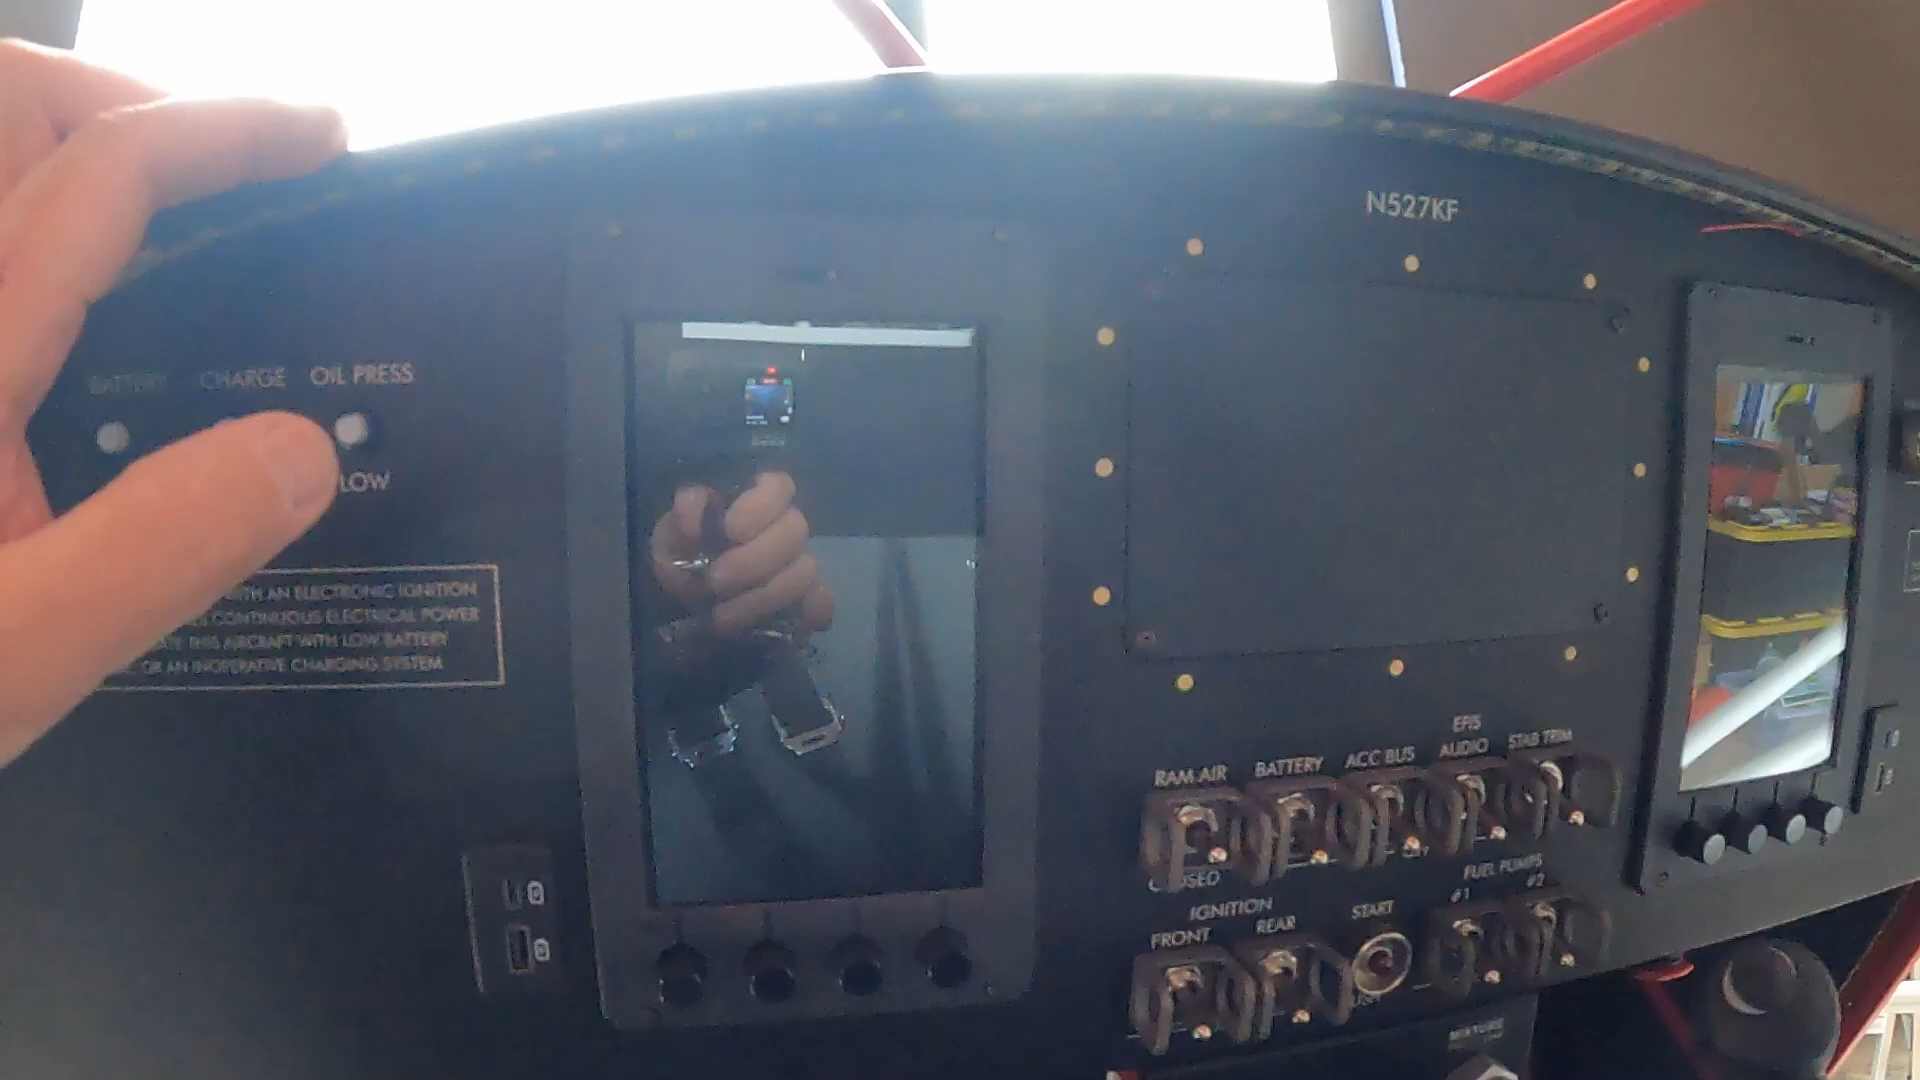 N527KF
BATTERY CHARGE OIL PRESS
LOW
WITH AN ELECTRONIC IGNITION
CONTINUOUS ELECTRICAL POWER
THIS AIRCRAFT WITH LOW BATTERY
OR AN INOPERATIVE CHARGING SYSTEM
RAM AIR BATTERY ACC BUS EFIS AUDIO STAB TRIM
CLOSED
IGNITION
FRONT REAR START
FUEL PUMPS
#1 #2
MIXTURE